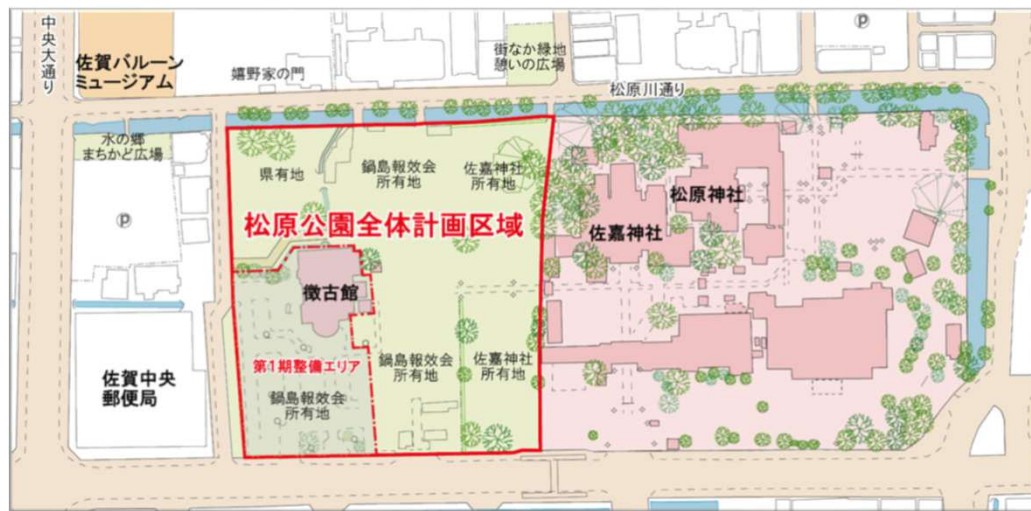 中央大通り
佐賀バルーン
ミュージアム
嬉野家の門
街なか緑地
憩いの広場
P
松原川通り
水の郷
まちかど広場
県有地
鍋島報效会
所有地
佐嘉神社
所有地
松原公園全体計画区域
松原神社
佐嘉神社
P
徴古館
第1期整備エリア
鍋島報效会
所有地
鍋島報效会
所有地
佐嘉神社
所有地
佐賀中央
郵便局